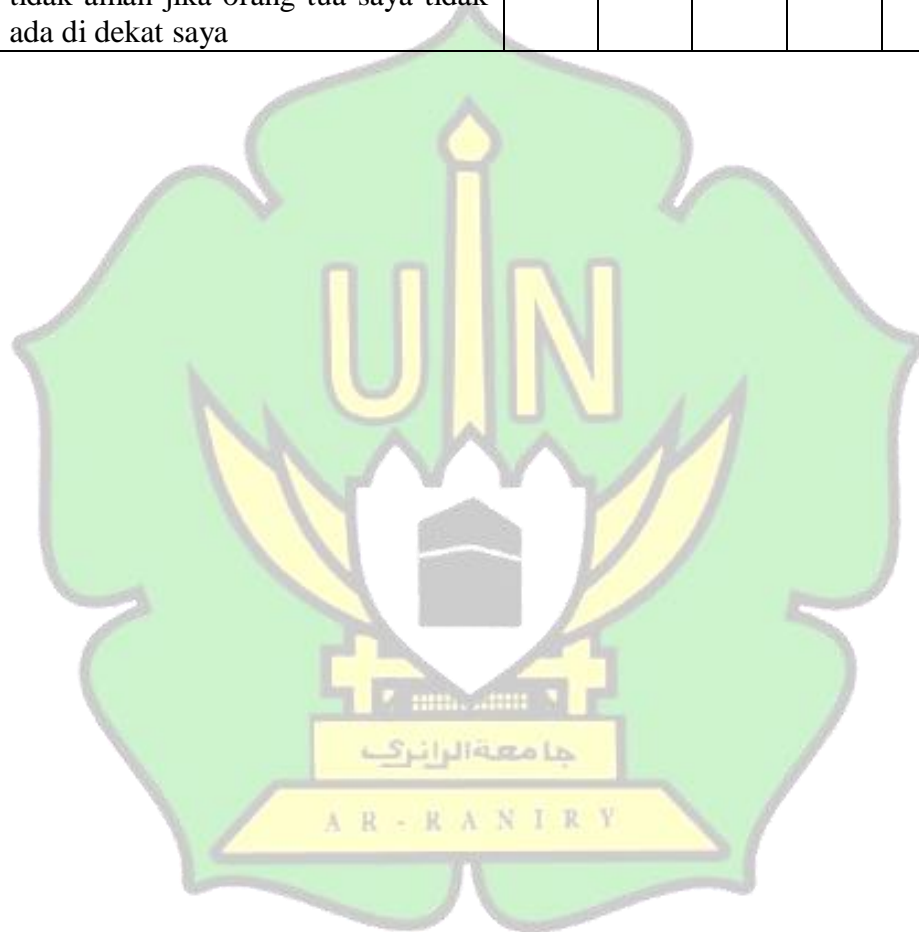 tidak aman jika orang tua saya tidak
ada di dekat saya
UIN
جامعة الرانري
AR-RANIRY